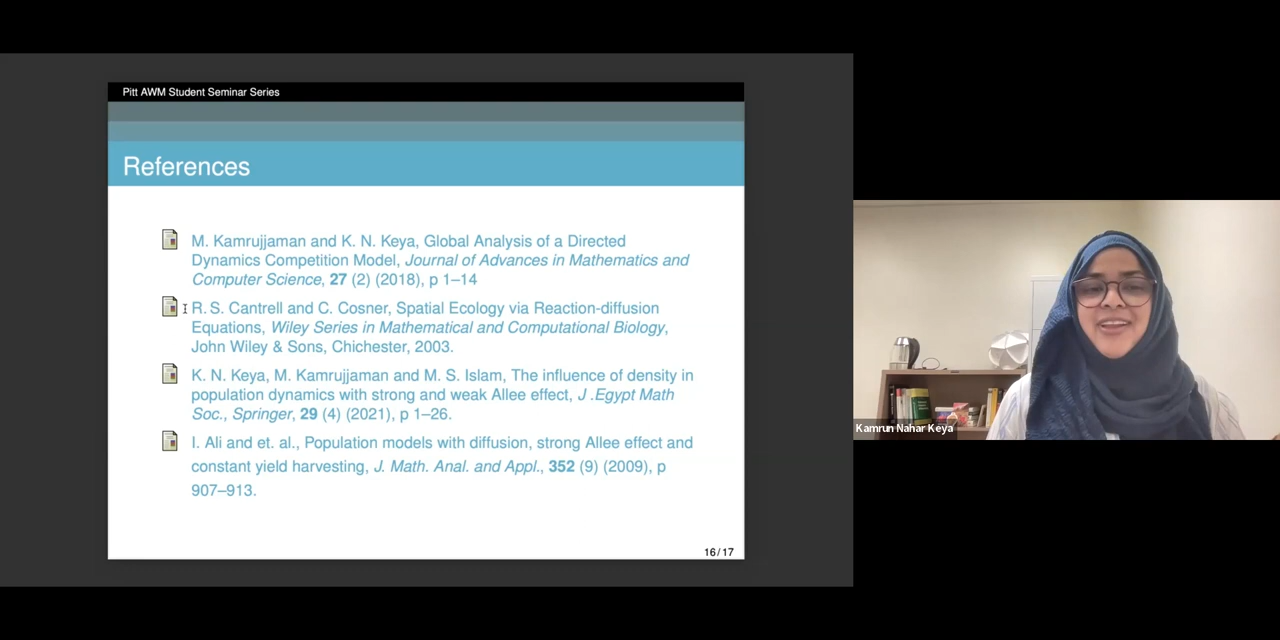 Pitt AWM Student Seminar Series
References
M. Kamrujjaman and K. N. Keya, Global Analysis of a Directed
Dynamics Competition Model, Journal of Advances in Mathematics and
Computer Science, 27 (2) (2018), p 1–14
R. S. Cantrell and C. Cosner, Spatial Ecology via Reaction-diffusion
Equations, Wiley Series in Mathematical and Computational Biology,
John Wiley & Sons, Chichester, 2003.
K. N. Keya, M. Kamrujjaman and M. S. Islam, The influence of density in
population dynamics with strong and weak Allee effect, J .Egypt Math
Soc., Springer, 29 (4) (2021), p 1–26.
I. Ali and et. al., Population models with diffusion, strong Allee effect and
constant yield harvesting, J. Math. Anal. and Appl., 352 (9) (2009), p
907–913.
16/17
Kamrun Nahar Keya